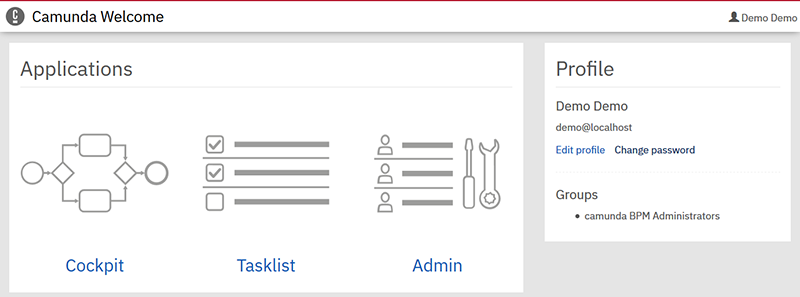 C
Camunda Welcome
Demo Demo
Applications
Cockpit
Tasklist
Admin
Profile
Demo Demo
demo@localhost
Edit profile Change password
Groups
camunda BPM Administrators